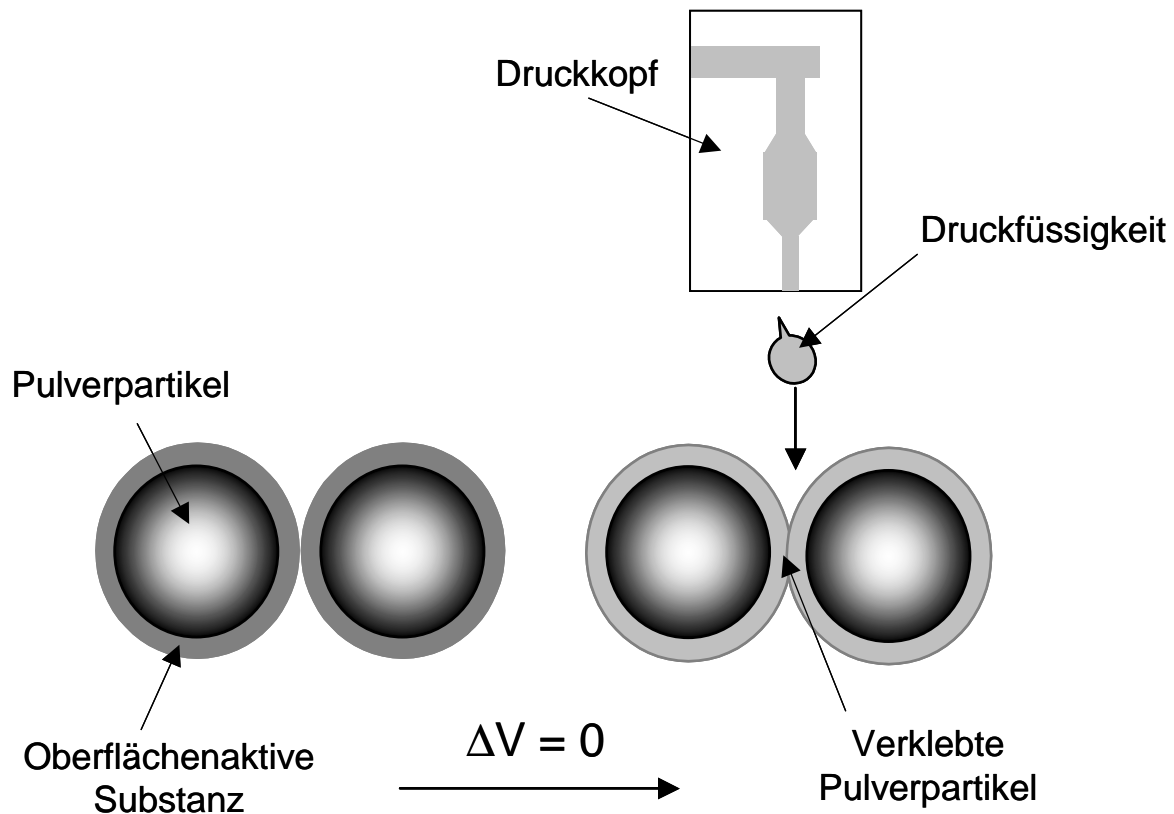 Druckkopf
Druckfüssigkeit
Pulverpartikel
Oberflächenaktive
Substanz
ΔV = 0
Verklebte
Pulverpartikel